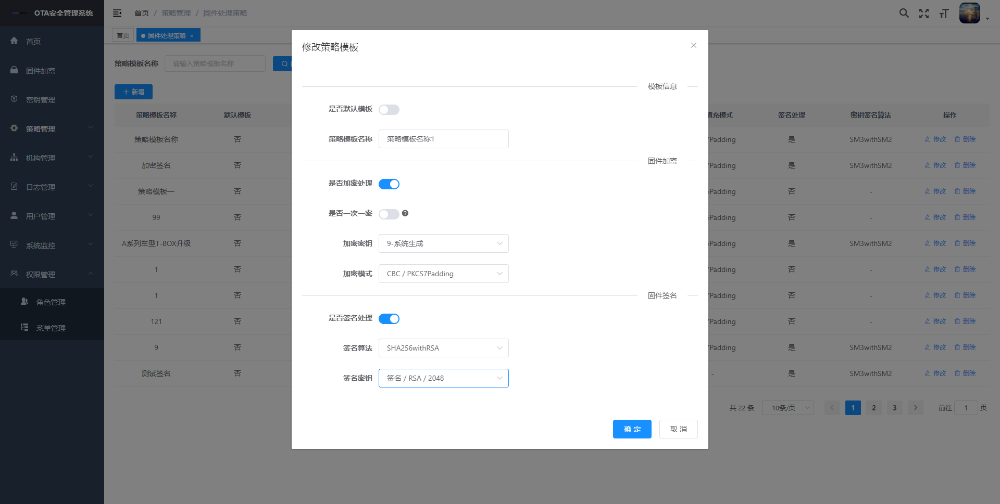 OTA安全管理系统
首页 / 策略管理 / 固件处理策略
首页
固件处理策略 ×
首页
固件加密
密钥管理
策略管理
机构管理
日志管理
用户管理
系统监控
权限管理
角色管理
菜单管理
策略模板名称 请输入策略模板名称
新增
策略模板名称 默认模板 填充模式 签名处理 密钥签名算法 操作
策略模板名称 否 7Padding 是 SM3withSM2 修改 删除
加密签名 否 7Padding 是 SM3withSM2 修改 删除
策略模板一 否 5Padding 否 - 修改 删除
99 否 5Padding 否 - 修改 删除
A系列车型T-BOX升级 否 5Padding 是 SM3withSM2 修改 删除
1 否 7Padding 否 - 修改 删除
1 否 7Padding 否 - 修改 删除
121 否 7Padding 否 - 修改 删除
9 否 7Padding 是 SM3withSM2 修改 删除
测试签名 否 - 是 SM3withSM2 修改 删除
共 22 条 10条/页 1 2 3 前往 1 页
修改策略模板
模板信息
是否默认模板
策略模板名称 策略模板名称1
固件加密
是否加密处理
是否一次一密
加密密钥 9-系统生成
加密模式 CBC / PKCS7Padding
固件签名
是否签名处理
签名算法 SHA256withRSA
签名密钥 签名 / RSA / 2048
确 定 取 消